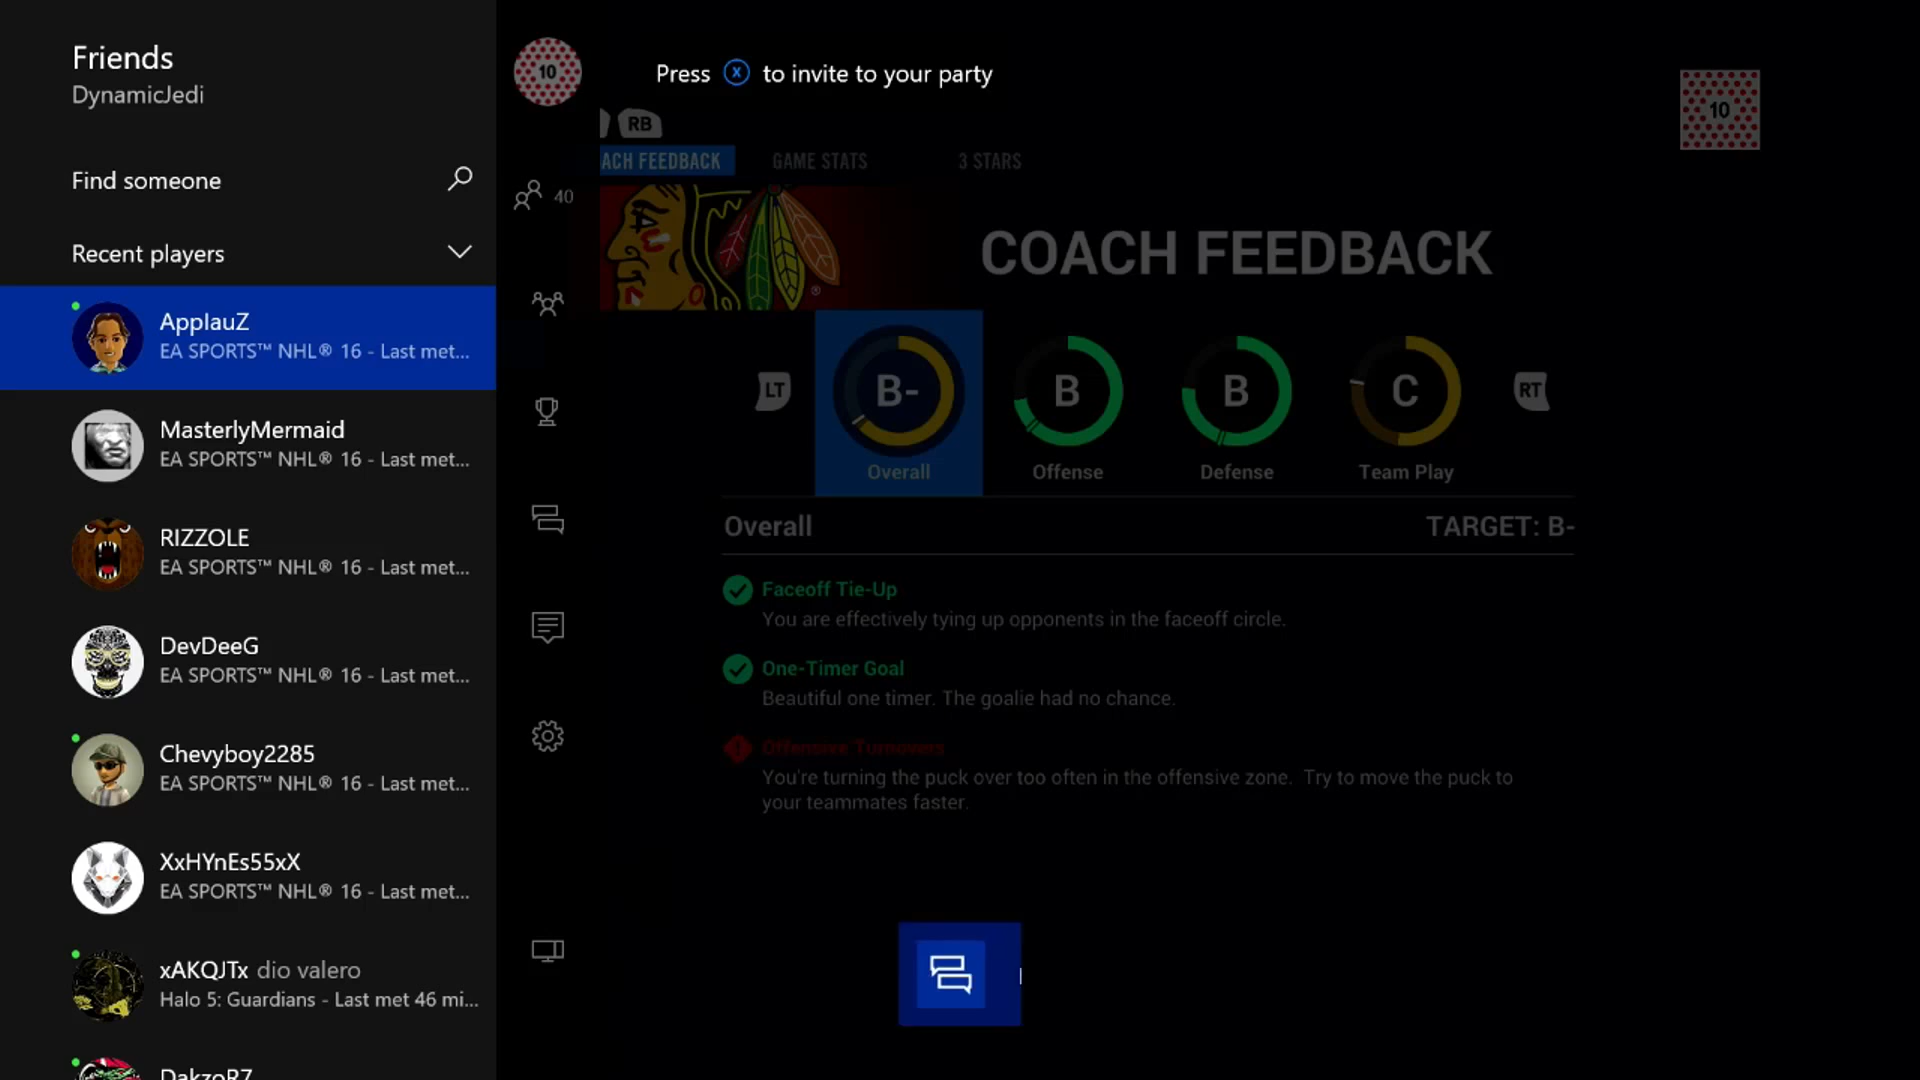 Friends
DynamicJedi
Find someone
Recent players
ApplauZ
EA SPORTS™ NHL® 16 - Last met...
MasterlyMermaid
EA SPORTS™ NHL® 16 - Last met...
RIZZOLE
EA SPORTS™ NHL® 16 - Last met...
DevDeeG
EA SPORTS™ NHL® 16 - Last met...
Chevyboy2285
EA SPORTS™ NHL® 16 - Last met...
XxHYnEs55xX
EA SPORTS™ NHL® 16 - Last met...
xAKQJTx dio valero
Halo 5: Guardians - Last met 46 mi...
DakzoR7
10
40
Press X to invite to your party
10
RB
ACH FEEDBACK GAME STATS 3 STARS
COACH FEEDBACK
LT B- B B C RT
Overall Offense Defense Team Play
Overall TARGET: B-
Faceoff Tie-Up
You are effectively tying up opponents in the faceoff circle.
One-Timer Goal
Beautiful one timer. The goalie had no chance.
Offensive Turnovers
You're turning the puck over too often in the offensive zone. Try to move the puck to
your teammates faster.